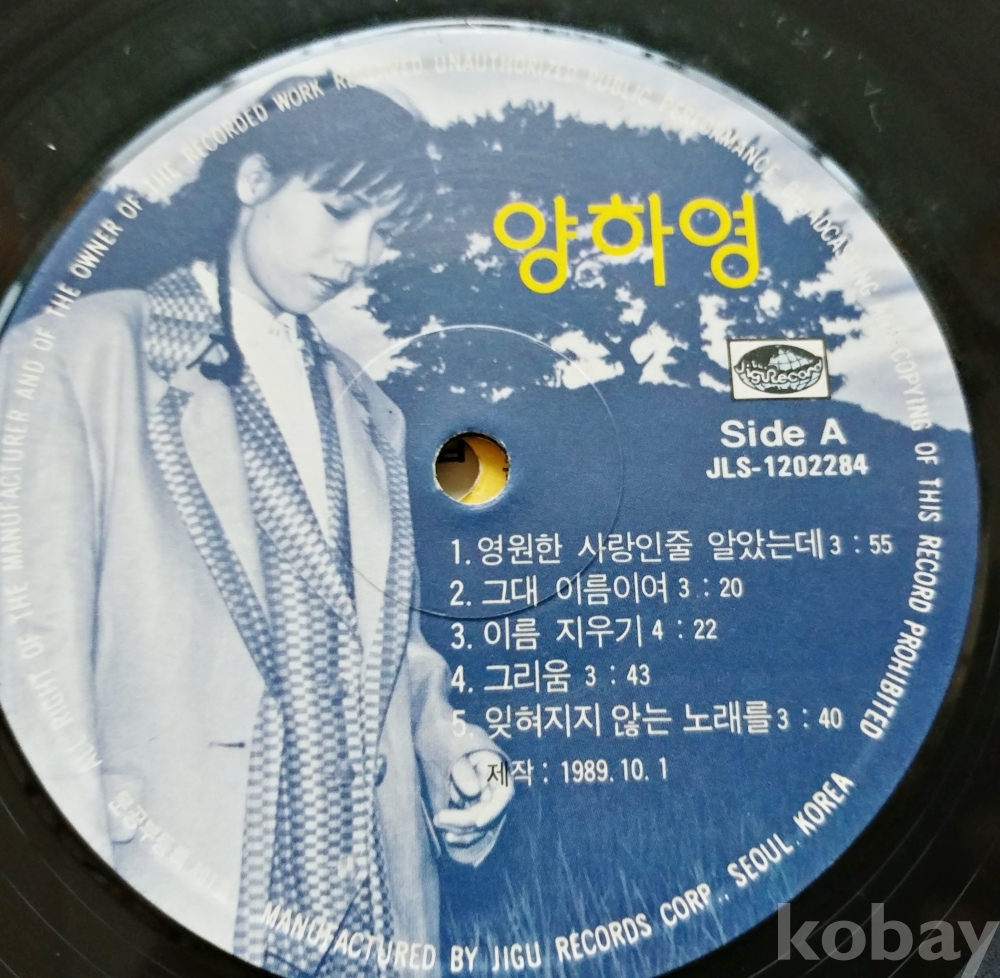 ALL RIGHT OF THE MANUFACTURER AND OF THE OWNER OF THE RECORDED WORK RESERVED UNAUTHORIZED PUBLIC PERFORMANCE BROADCASTING AND COPYING OF THIS RECORD PROHIBITED
양하영
JiguRecord
Side A
JLS-1202284
1. 영원한 사랑인줄 알았는데 3 : 55
2. 그대 이름이여 3 : 20
3. 이름 지우기 4 : 22
4. 그리움 3 : 43
5. 잊혀지지 않는 노래를 3 : 40
제작 : 1989. 10. 1
MANUFACTURED BY JIGU RECORDS CORP., SEOUL. KOREA
kobay